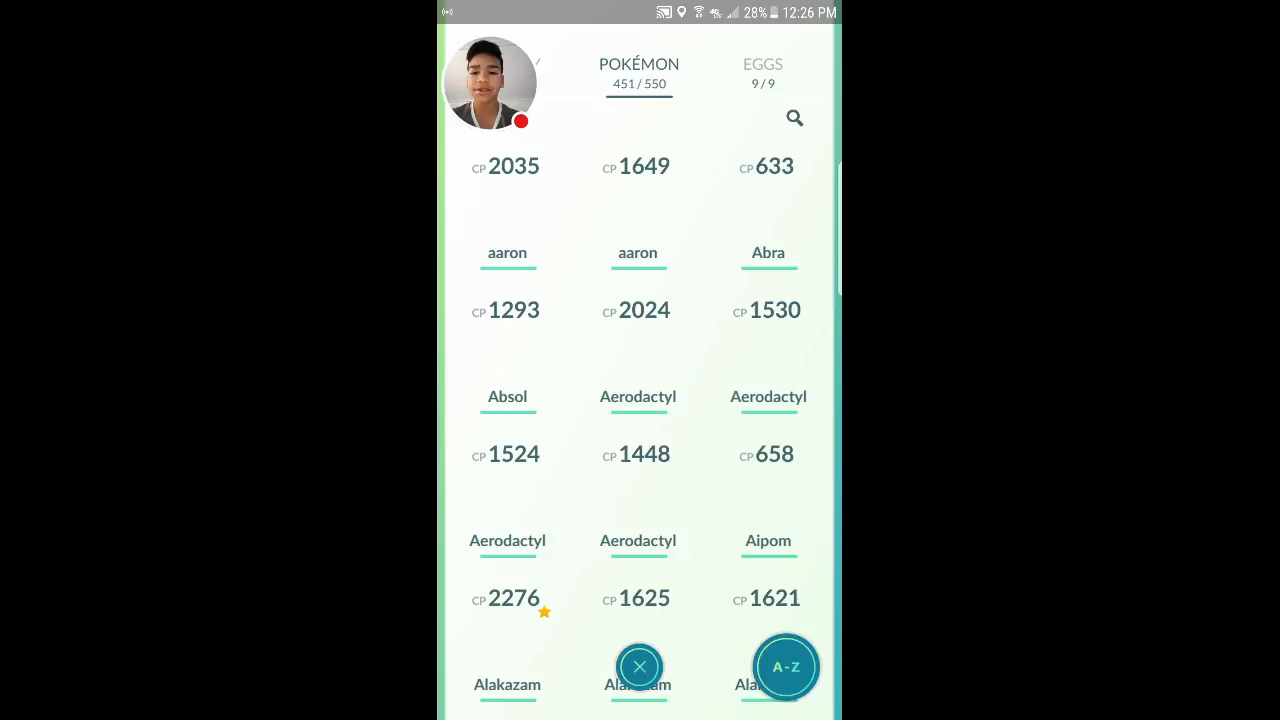 28% 12:26 PM
POKÉMON EGGS
451 / 550 9 / 9
CP 2035 CP 1649 CP 633
aaron aaron Abra
CP 1293 CP 2024 CP 1530
Absol Aerodactyl Aerodactyl
CP 1524 CP 1448 CP 658
Aerodactyl Aerodactyl Aipom
CP 2276 CP 1625 CP 1621
A-Z
Alakazam